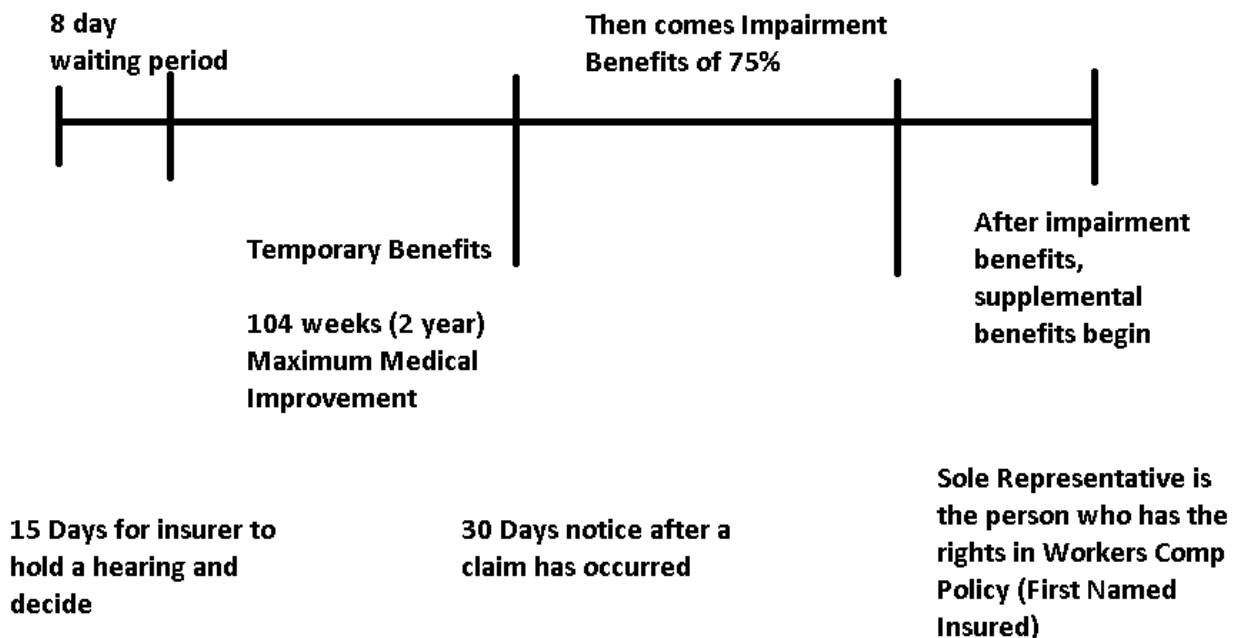 8 day
waiting period
Then comes Impairment
Benefits of 75%
Temporary Benefits
104 weeks (2 year)
Maximum Medical
Improvement
After impairment
benefits,
supplemental
benefits begin
15 Days for insurer to
hold a hearing and
decide
30 Days notice after a
claim has occurred
Sole Representative is
the person who has the
rights in Workers Comp
Policy (First Named
Insured)